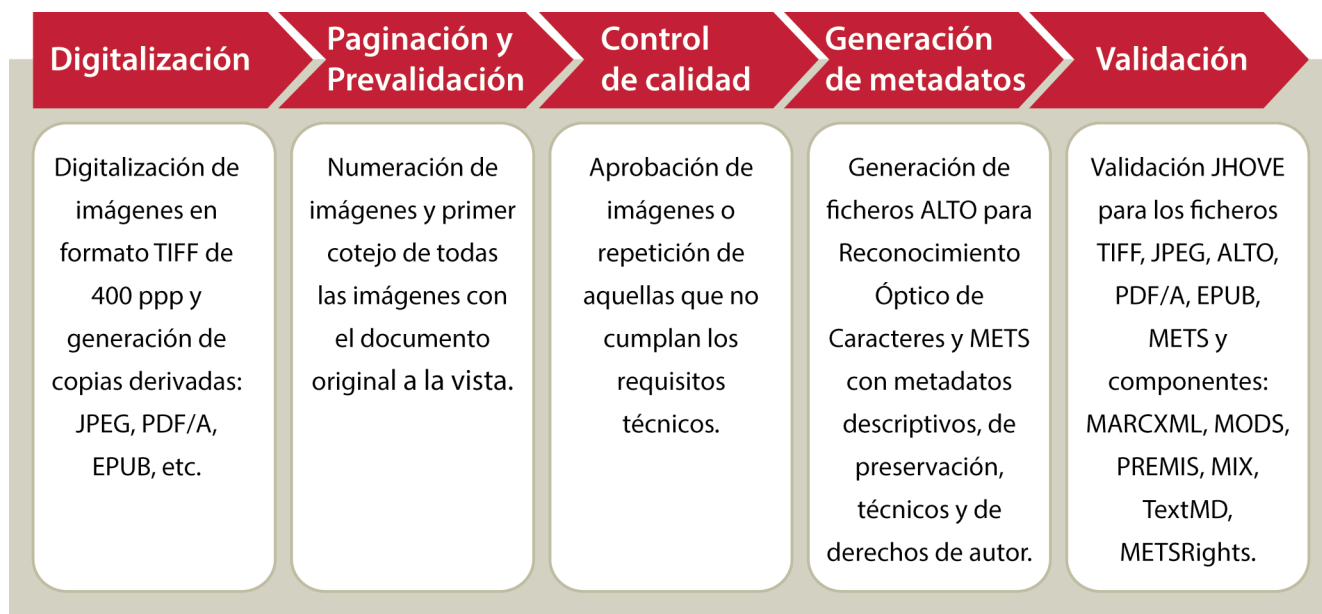 Digitalización
Paginación y
Prevalidación
Control
de calidad
Generación
de metadatos
Validación
Digitalización de
imágenes en
formato TIFF de
400 ppp y
generación de
copias derivadas:
JPEG, PDF/A,
EPUB, etc.
Numeración de
imágenes y primer
cotejo de todas
las imágenes con
el documento
original a la vista.
Aprobación de
imágenes o
repetición de
aquellas que no
cumplan los
requisitos
técnicos.
Generación de
ficheros ALTO para
Reconocimiento
Óptico de
Caracteres y METS
con metadatos
descriptivos, de
preservación,
técnicos y de
derechos de autor.
Validación JHOVE
para los ficheros
TIFF, JPEG, ALTO,
PDF/A, EPUB,
METS y
componentes:
MARCXML, MODS,
PREMIS, MIX,
TextMD,
METSRights.